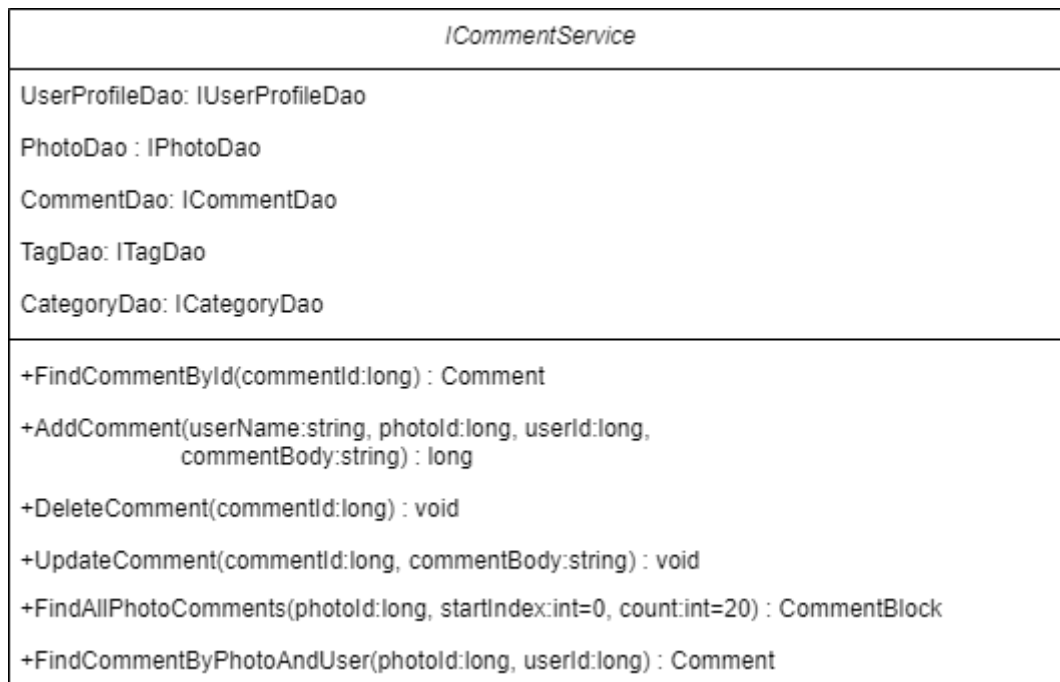 ICommentService
UserProfileDao: IUserProfileDao
PhotoDao : IPhotoDao
CommentDao: ICommentDao
TagDao: ITagDao
CategoryDao: ICategoryDao
+FindCommentById(commentId:long) : Comment
+AddComment(userName:string, photoId:long, userId:long,
commentBody:string) : long
+DeleteComment(commentId:long) : void
+UpdateComment(commentId:long, commentBody:string) : void
+FindAllPhotoComments(photoId:long, startIndex:int=0, count:int=20) : CommentBlock
+FindCommentByPhotoAndUser(photoId:long, userId:long) : Comment